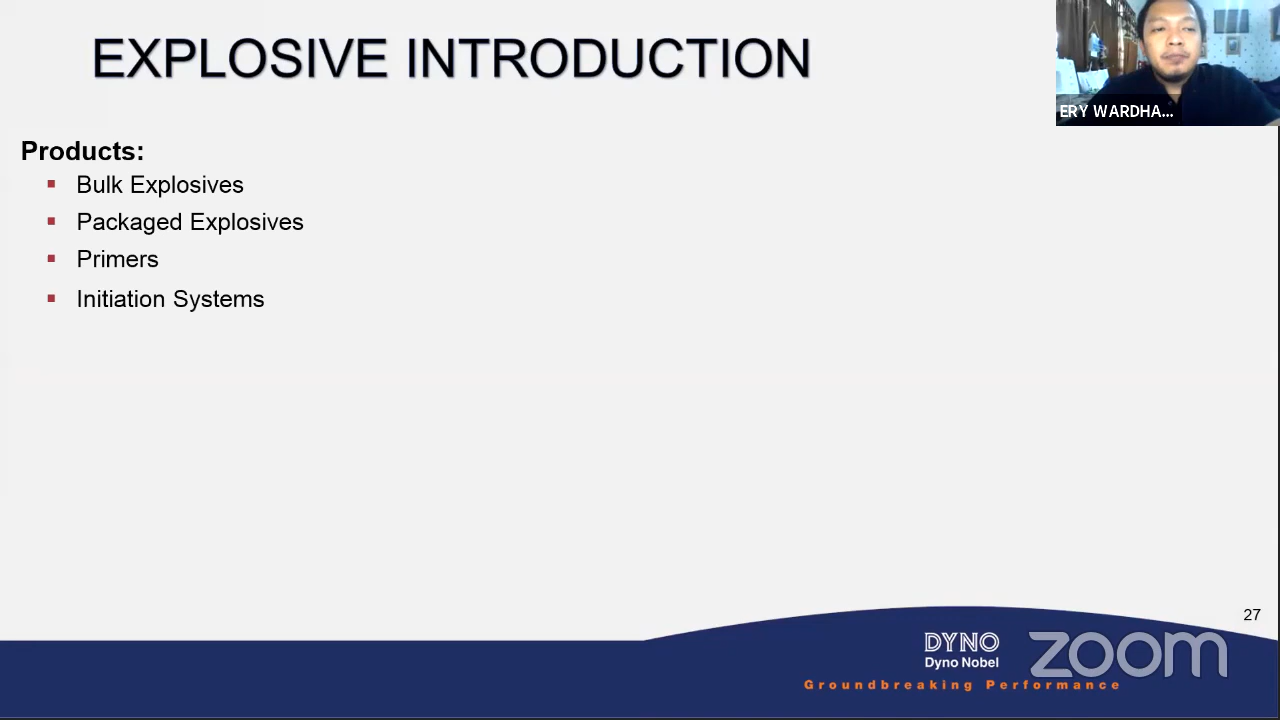 EXPLOSIVE INTRODUCTION
ERY WARDHA...
Products:
Bulk Explosives
Packaged Explosives
Primers
Initiation Systems
27
DYNO
Dyno Nobel
zoom
Groundbreaking Performance